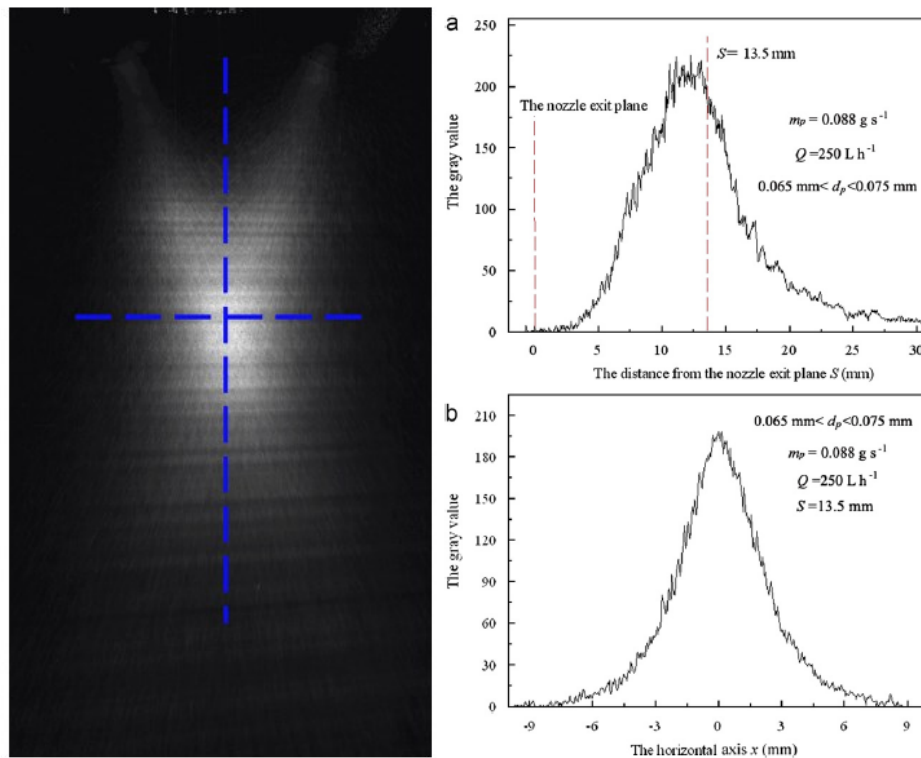 a
250
200
150
100
50
0
The gray value
The nozzle exit plane
S= 13.5 mm
mp = 0.088 g s-1
Q =250 L h-1
0.065 mm< dp<0.075 mm
0 5 10 15 20 25 30
The distance from the nozzle exit plane S (mm)
b
210
180
150
120
90
60
30
0
The gray value
0.065 mm< dp<0.075 mm
mp = 0.088 g s-1
Q =250 L h-1
S=13.5 mm
-9 -6 -3 0 3 6 9
The horizontal axis x (mm)